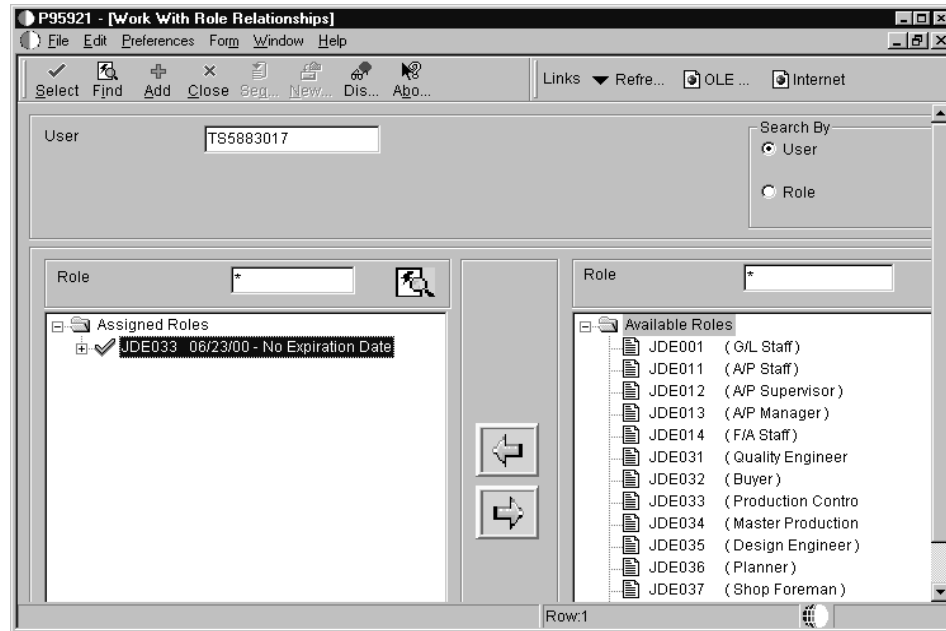 P95921 - [Work With Role Relationships]
File Edit Preferences Form Window Help
Select Find Add Close Seq... New... Dis... Abo... Links Refre... OLE ... Internet
User TS5883017
Search By
User
Role
Role *
Assigned Roles
JDE033 06/23/00 - No Expiration Date
Role *
Available Roles
JDE001 ( G/L Staff )
JDE011 ( A/P Staff )
JDE012 ( A/P Supervisor )
JDE013 ( A/P Manager )
JDE014 ( F/A Staff )
JDE031 ( Quality Engineer
JDE032 ( Buyer )
JDE033 ( Production Contro
JDE034 ( Master Production
JDE035 ( Design Engineer )
JDE036 ( Planner )
JDE037 ( Shop Foreman )
Row:1